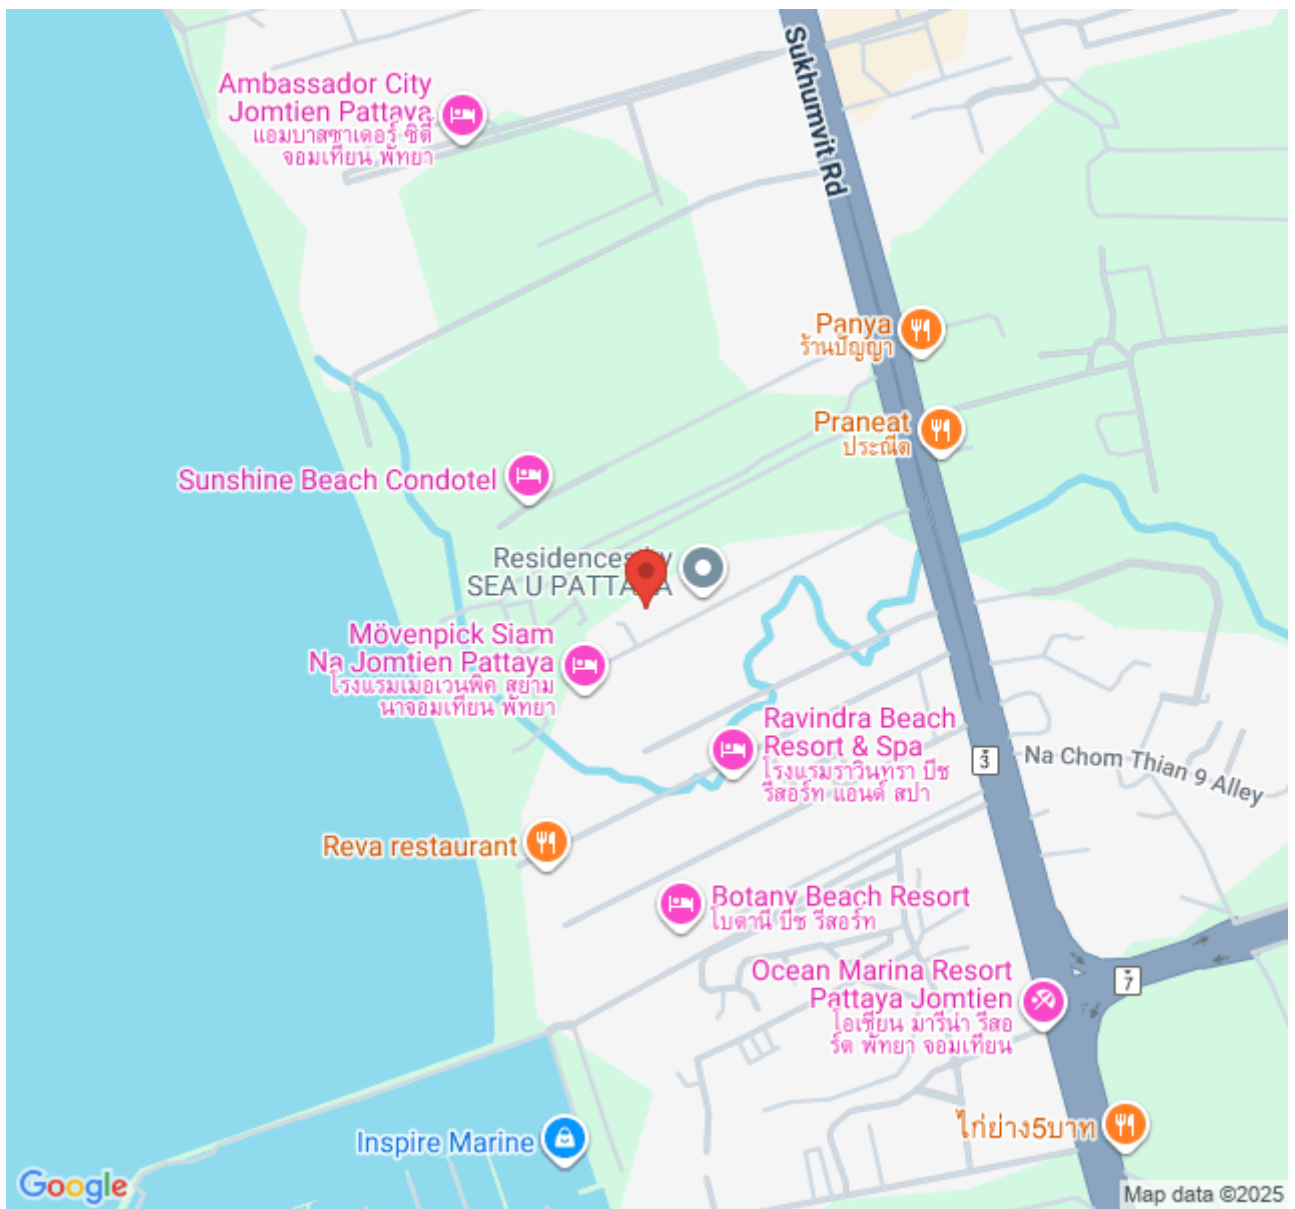 Sukhumvit Rd
Ambassador City
Jomtien Pattaya
แอมบาสซาเดอร์ ซิตี้
จอมเทียน พัทยา
Panya
ร้านปัญญา
Praneat
ประณีต
Sunshine Beach Condotel
Residences by
SEA U PATTAYA
Mövenpick Siam
Na Jomtien Pattaya
โรงแรมเมอเวนพิค สยาม
นาจอมเทียน พัทยา
Ravindra Beach
Resort & Spa
โรงแรมราวินทรา บีช
รีสอร์ท แอนด์ สปา
3
Na Chom Thian 9 Alley
Reva restaurant
Botany Beach Resort
โบตานี บีช รีสอร์ท
Ocean Marina Resort
Pattaya Jomtien
โอเชียน มารีน่า รีสอ
ร์ต พัทยา จอมเทียน
7
ไก่ย่าง5บาท
Inspire Marine
Google
Map data ©2025